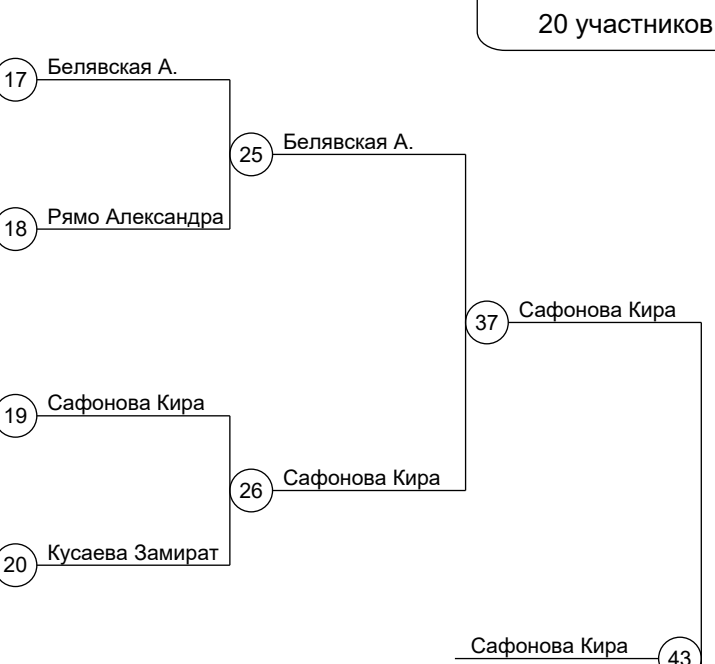 20 участников
17 Белявская А.
25 Белявская А.
18 Рямо Александра
37 Сафонова Кира
19 Сафонова Кира
26 Сафонова Кира
20 Кусаева Замират
Сафонова Кира 43